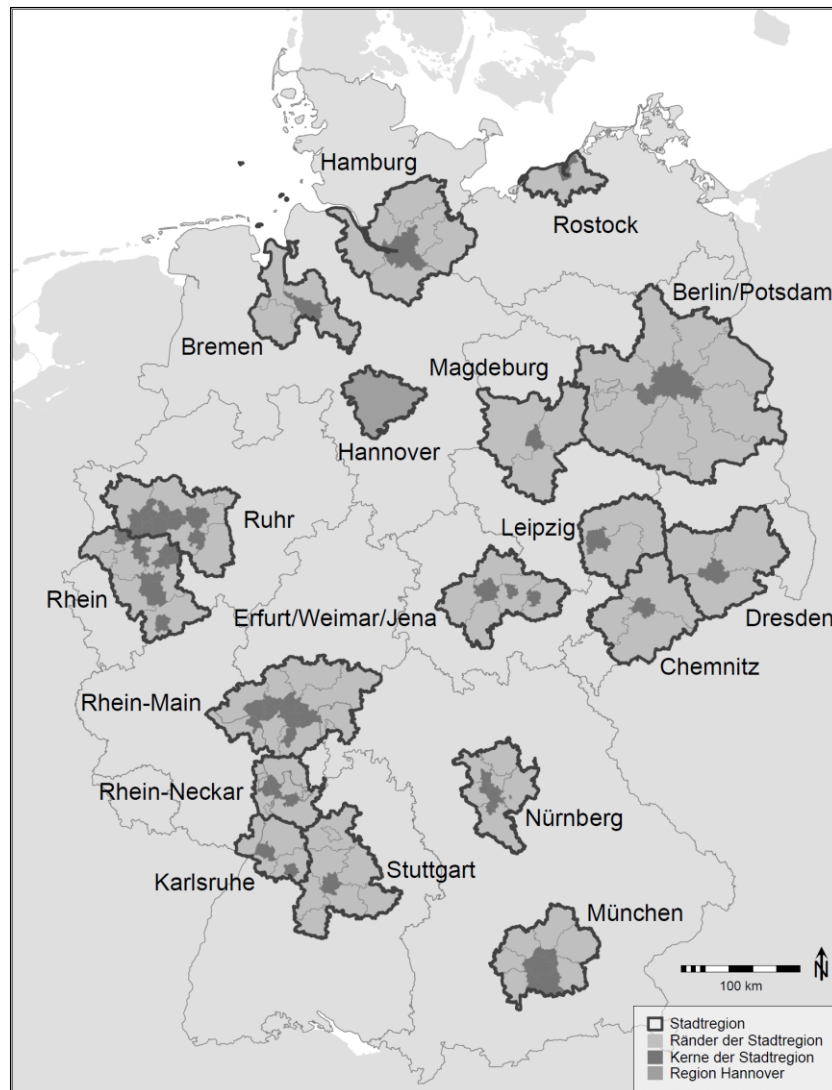 Hamburg
Rostock
Berlin/Potsdam
Bremen
Magdeburg
Hannover
Ruhr
Leipzig
Rhein
Erfurt/Weimar/Jena
Dresden
Chemnitz
Rhein-Main
Rhein-Neckar
Nürnberg
Karlsruhe
Stuttgart
München
N
100 km
Stadtregion
Ränder der Stadtregion
Kerne der Stadtregion
Region Hannover